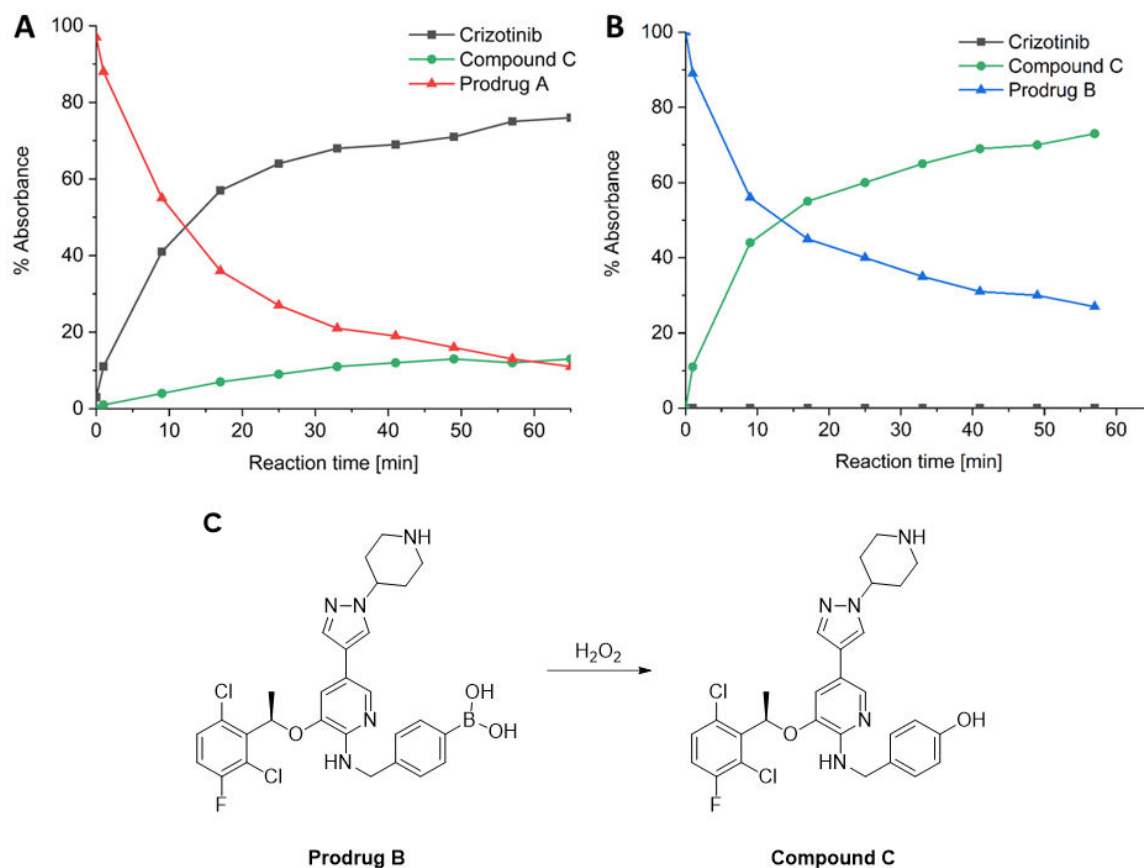 A
Crizotinib
Compound C
Prodrug A
% Absorbance
100
80
60
40
20
0
0 10 20 30 40 50 60
Reaction time [min]
B
Crizotinib
Compound C
Prodrug B
% Absorbance
100
80
60
40
20
0
0 10 20 30 40 50 60
Reaction time [min]
C
NH
N N
Cl
O
N
Cl
F
HN
OH
B
OH
H2O2
NH
N N
Cl
O
N
Cl
F
HN
OH
Prodrug B
Compound C